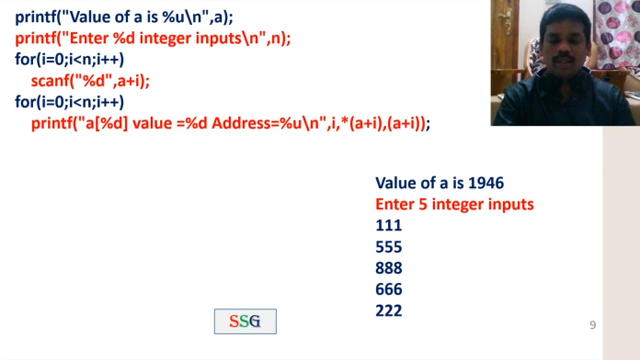 printf("Value of a is %u\n",a);
printf("Enter %d integer inputs\n",n);
for(i=0;i<n;i++)
scanf("%d",a+i);
for(i=0;i<n;i++)
printf("a[%d] value =%d Address=%u\n",i,*(a+i),(a+i));
Value of a is 1946
Enter 5 integer inputs
111
555
888
666
222
SSG
9